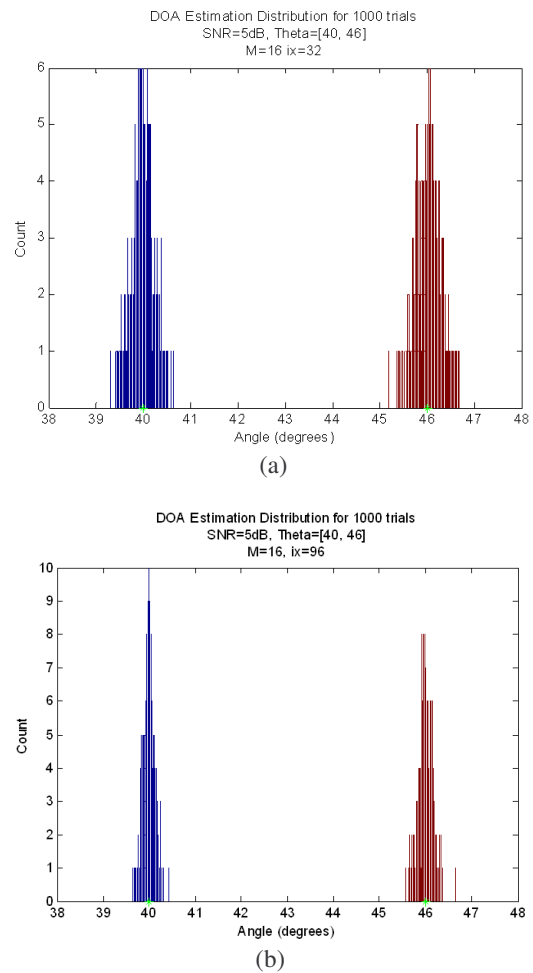 DOA Estimation Distribution for 1000 trials
SNR=5dB, Theta=[40, 46]
M=16 ix=32
6
5
4
3
2
1
0
Count
38 39 40 41 42 43 44 45 46 47 48
Angle (degrees)
(a)
DOA Estimation Distribution for 1000 trials
SNR=5dB, Theta=[40, 46]
M=16, ix=96
10
9
8
7
6
5
4
3
2
1
0
Count
38 39 40 41 42 43 44 45 46 47 48
Angle (degrees)
(b)